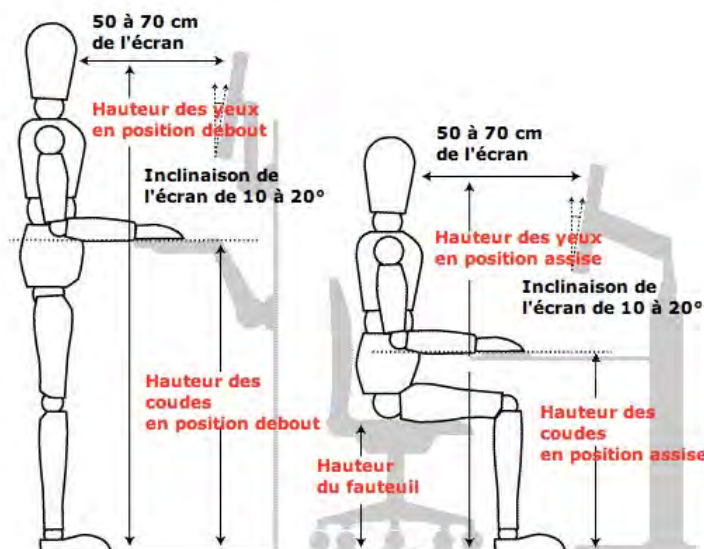 50 à 70 cm
de l'écran
Hauteur des yeux
en position debout
Inclinaison de
l'écran de 10 à 20°
Hauteur des
coudes
en position debout
50 à 70 cm
de l'écran
Hauteur des yeux
en position assise
Inclinaison de
l'écran de 10 à 20°
Hauteur des
coudes
en position assise
Hauteur
du fauteuil